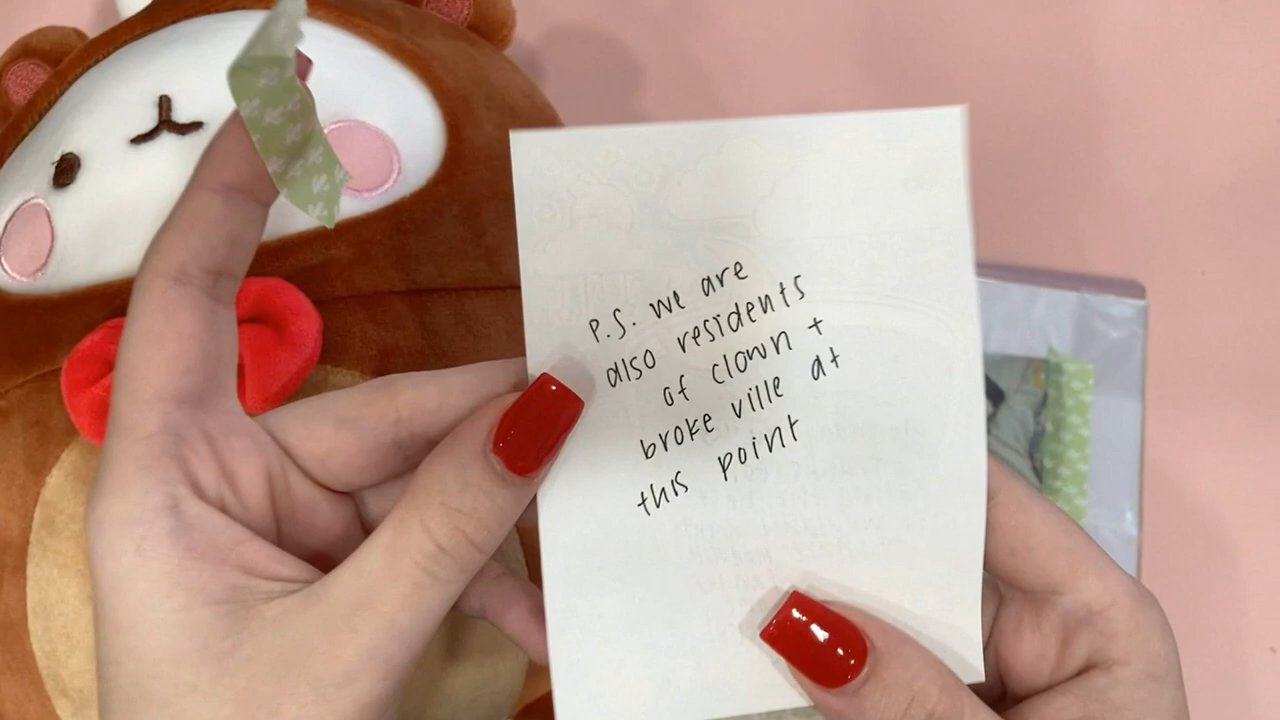 P.S. we are
also residents
of clown +
broke ville at
this point